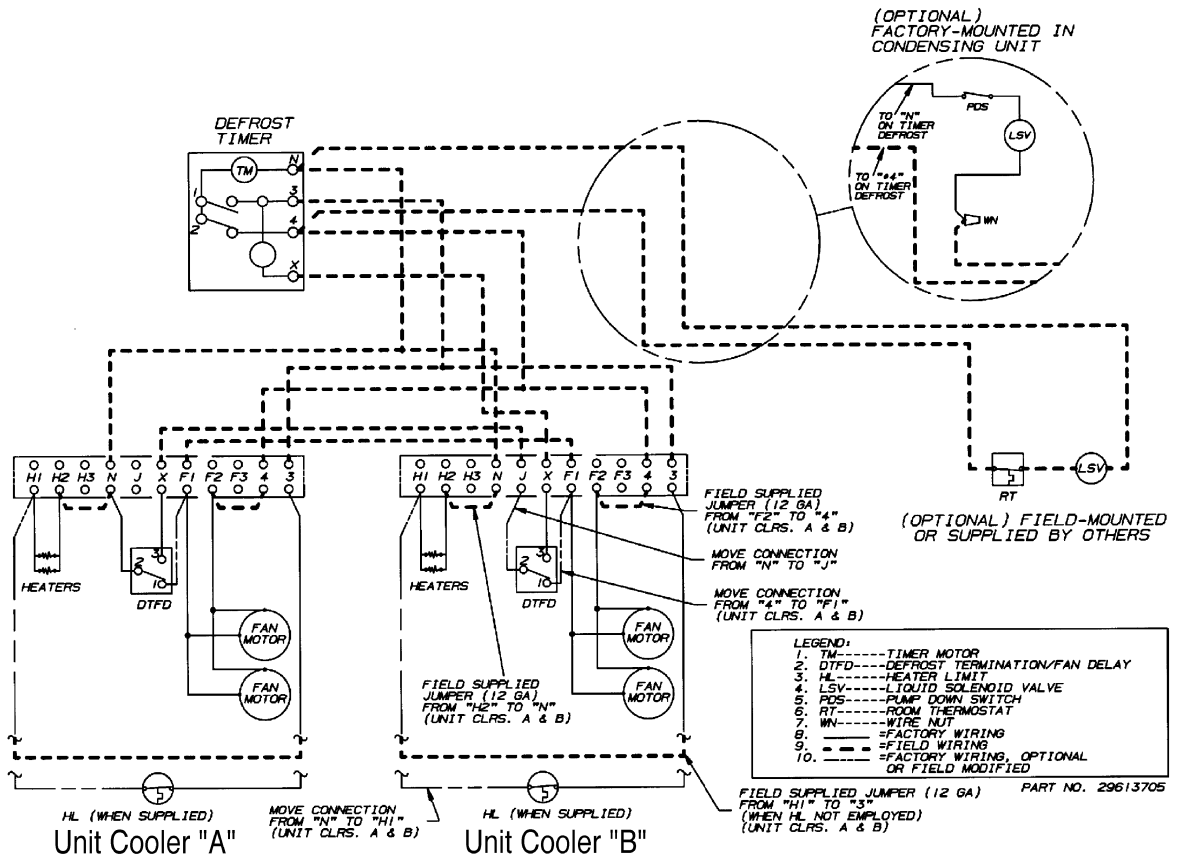 (OPTIONAL)
FACTORY-MOUNTED IN
CONDENSING UNIT
PDS
TO "N"
ON TIMER
DEFROST
LSV
TO "#4"
ON TIMER
DEFROST
WN
DEFROST
TIMER
TM
N
1
3
2
4
X
H1 H2 H3 N J X F1 F2 F3 4 3
H1 H2 H3 N J X F1 F2 F3 4 3
RT
LSV
(OPTIONAL) FIELD-MOUNTED
OR SUPPLIED BY OTHERS
FIELD SUPPLIED
JUMPER (12 GA)
FROM "F2" TO "4"
(UNIT CLRS. A & B)
MOVE CONNECTION
FROM "N" TO "J"
MOVE CONNECTION
FROM "4" TO "F1"
(UNIT CLRS. A & B)
HEATERS
2
3
1
DTFD
FAN
MOTOR
FAN
MOTOR
HEATERS
2
3
1
DTFD
FAN
MOTOR
FAN
MOTOR
FIELD SUPPLIED
JUMPER (12 GA)
FROM "H2" TO "N"
(UNIT CLRS. A & B)
LEGEND:
1. TM------TIMER MOTOR
2. DTFD----DEFROST TERMINATION/FAN DELAY
3. HL------HEATER LIMIT
4. LSV-----LIQUID SOLENOID VALVE
5. PDS-----PUMP DOWN SWITCH
6. RT------ROOM THERMOSTAT
7. WN------WIRE NUT
8. =FACTORY WIRING
9. =FIELD WIRING
10. =FACTORY WIRING, OPTIONAL
OR FIELD MODIFIED
PART NO. 29613705
HL (WHEN SUPPLIED)
Unit Cooler "A"
MOVE CONNECTION
FROM "N" TO "H1"
(UNIT CLRS. A & B)
HL (WHEN SUPPLIED)
Unit Cooler "B"
FIELD SUPPLIED JUMPER (12 GA)
FROM "H1" TO "3"
(WHEN HL NOT EMPLOYED)
(UNIT CLRS. A & B)